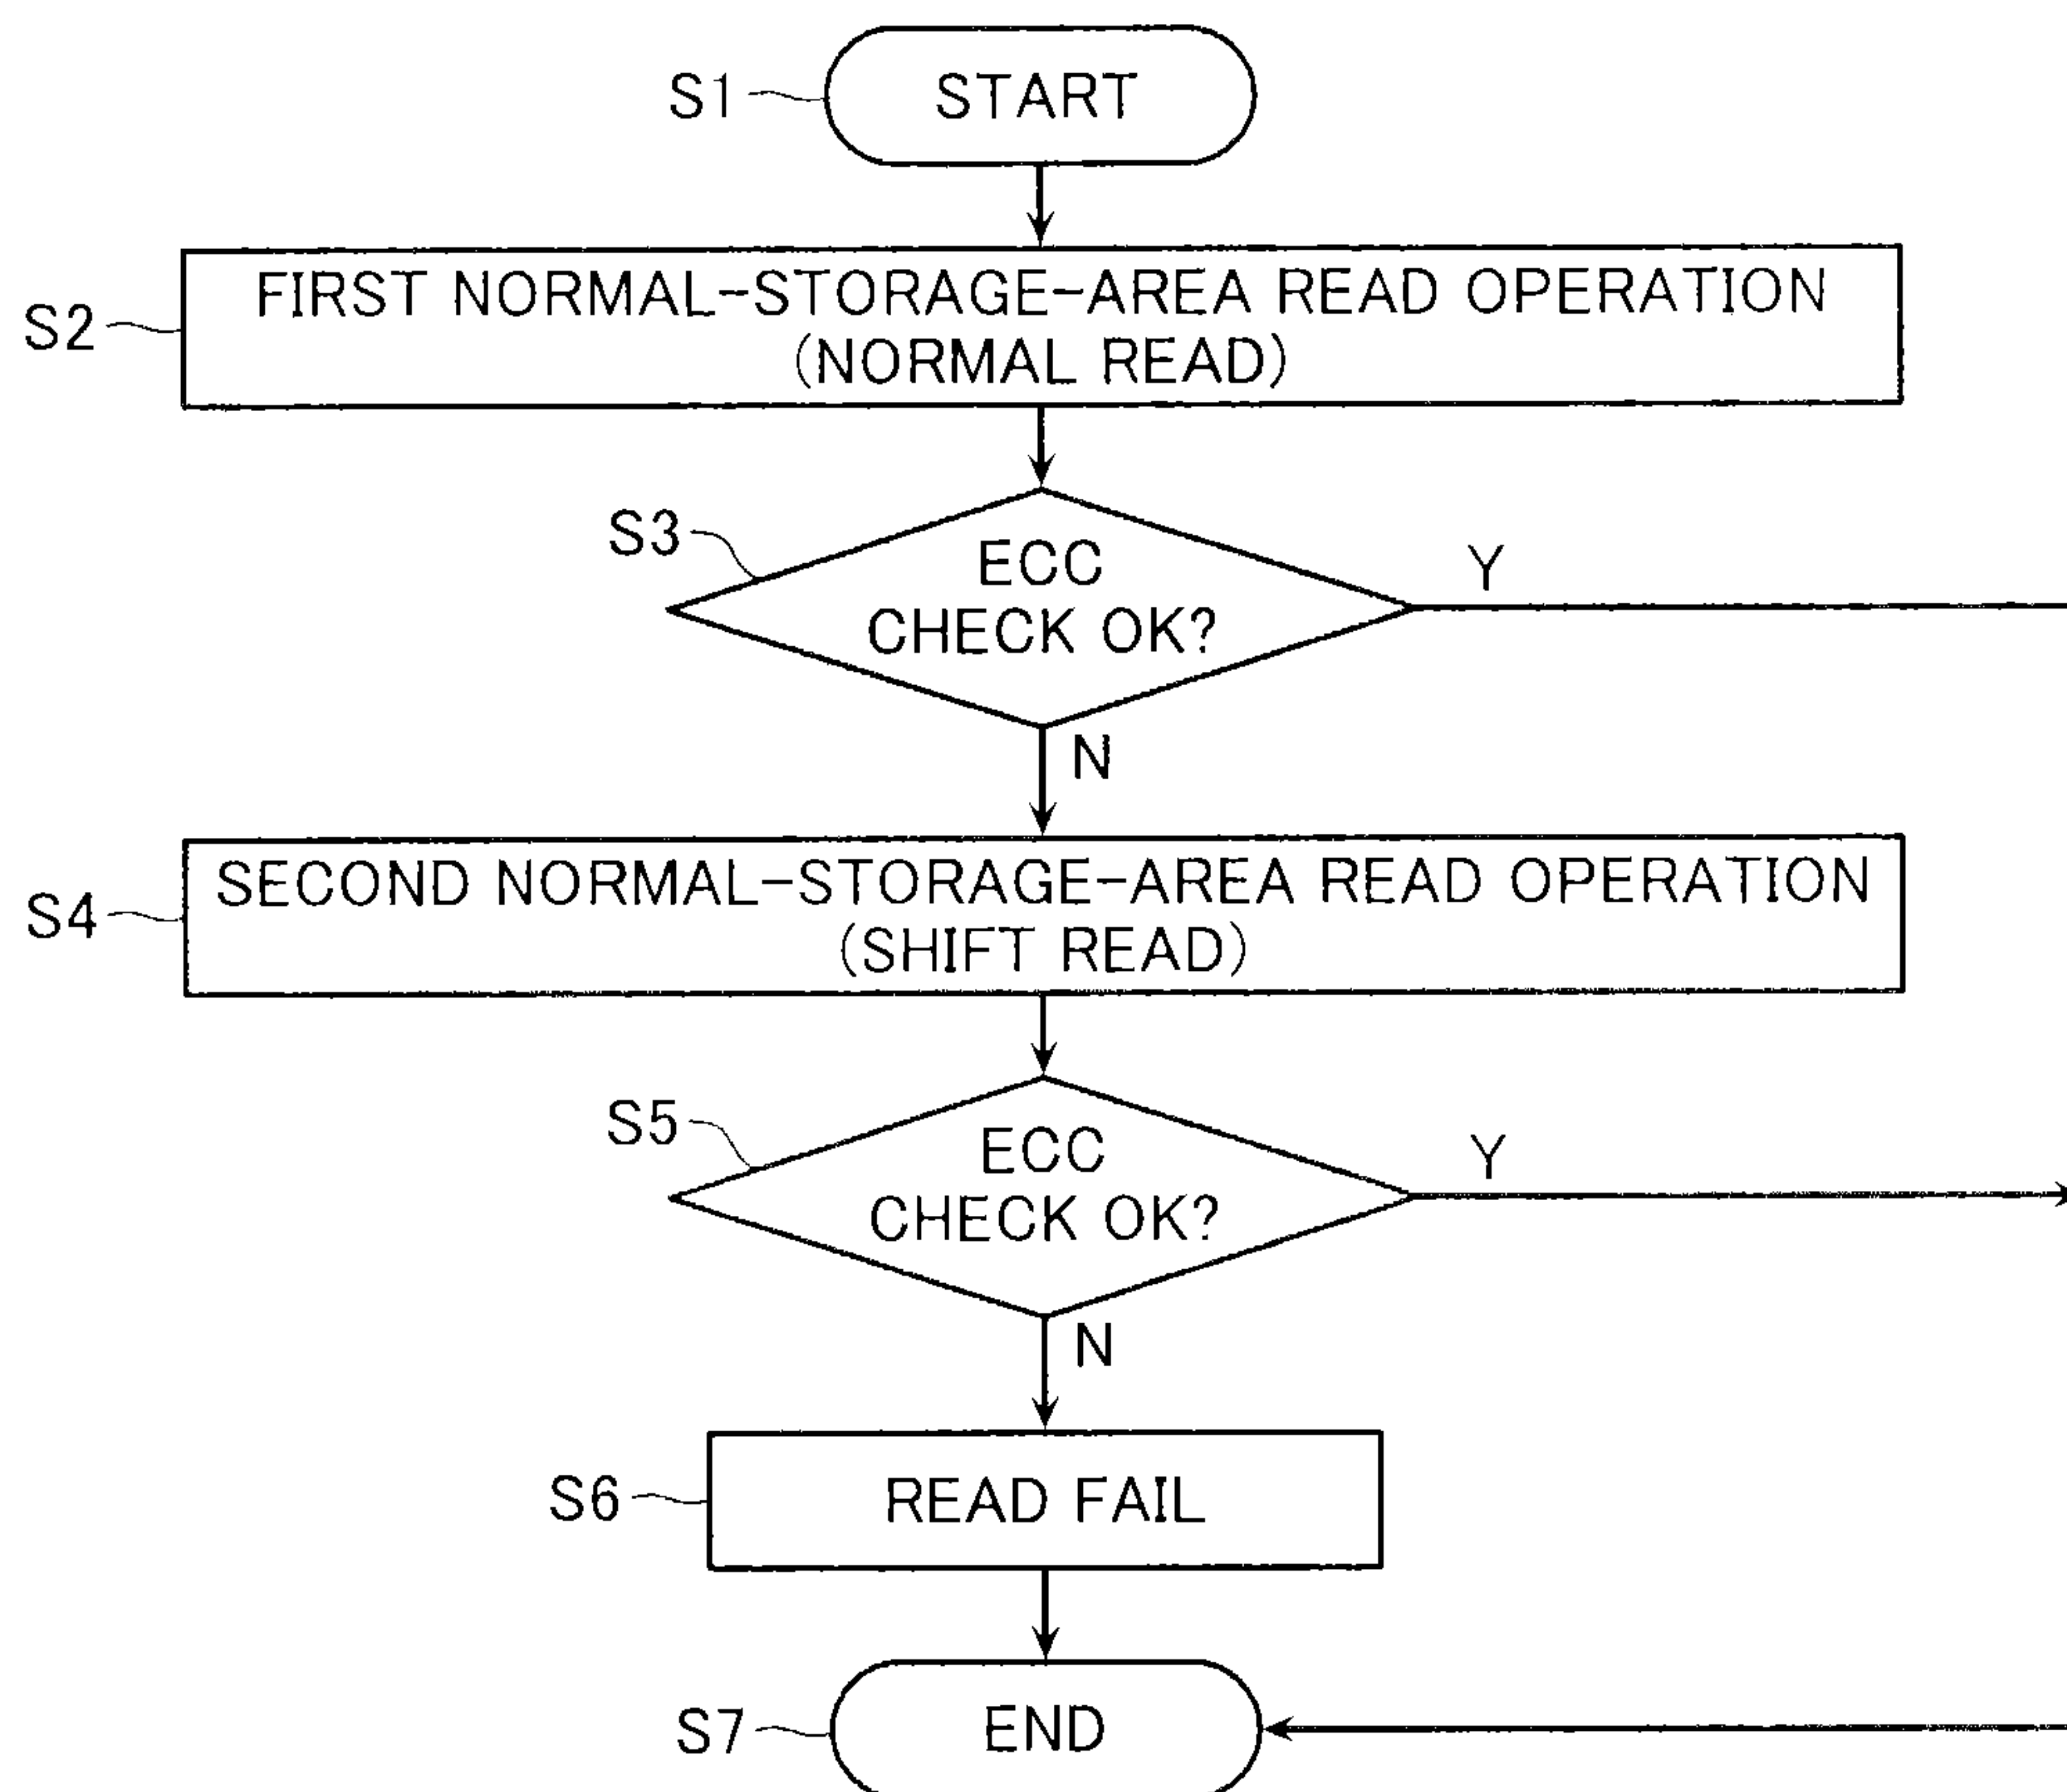 S1
START
S2
FIRST NORMAL-STORAGE-AREA READ OPERATION
(NORMAL READ)
S3
ECC
CHECK OK?
Y
N
S4
SECOND NORMAL-STORAGE-AREA READ OPERATION
(SHIFT READ)
S5
ECC
CHECK OK?
Y
N
S6
READ FAIL
S7
END